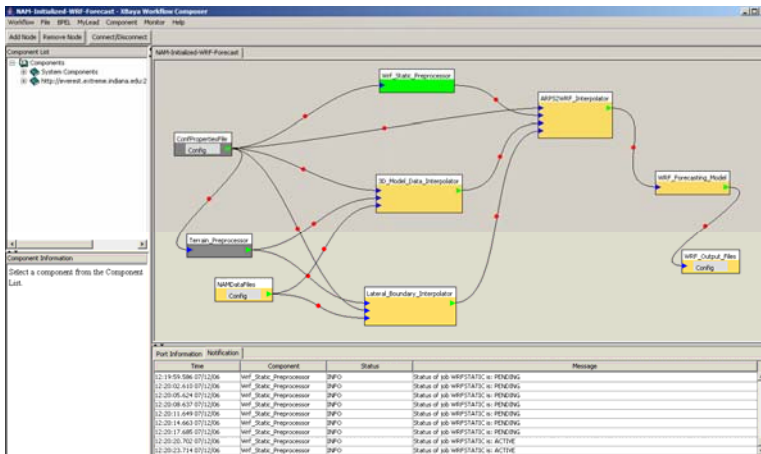 NAM-Initialized-WRF-Forecast - XBaya Workflow Composer
Workflow File BPEL MyLead Component Monitor Help
Add Node Remove Node Connect/Disconnect
Component List
Components
System Components
http://everest.extreme.indiana.edu:2
Component Information
Select a component from the Component
List.
NAM-Initialized-WRF-Forecast
Wrf_Static_Preprocessor
ARPS2WRF_Interpolator
ConfPropertiesFile
Config
3D_Model_Data_Interpolator
WRF_Forecasting_Model
Terrain_Preprocessor
WRF_Output_Files
Config
NAMDataFiles
Config
Lateral_Boundary_Interpolator
Port Information Notification
Time Component Status Message
12:19:59.586 07/12/06 Wrf_Static_Preprocessor INFO Status of job WRFSTATIC is: PENDING
12:20:02.610 07/12/06 Wrf_Static_Preprocessor INFO Status of job WRFSTATIC is: PENDING
12:20:05.624 07/12/06 Wrf_Static_Preprocessor INFO Status of job WRFSTATIC is: PENDING
12:20:08.637 07/12/06 Wrf_Static_Preprocessor INFO Status of job WRFSTATIC is: PENDING
12:20:11.649 07/12/06 Wrf_Static_Preprocessor INFO Status of job WRFSTATIC is: PENDING
12:20:14.663 07/12/06 Wrf_Static_Preprocessor INFO Status of job WRFSTATIC is: PENDING
12:20:17.685 07/12/06 Wrf_Static_Preprocessor INFO Status of job WRFSTATIC is: PENDING
12:20:20.702 07/12/06 Wrf_Static_Preprocessor INFO Status of job WRFSTATIC is: ACTIVE
12:20:23.714 07/12/06 Wrf_Static_Preprocessor INFO Status of job WRFSTATIC is: ACTIVE